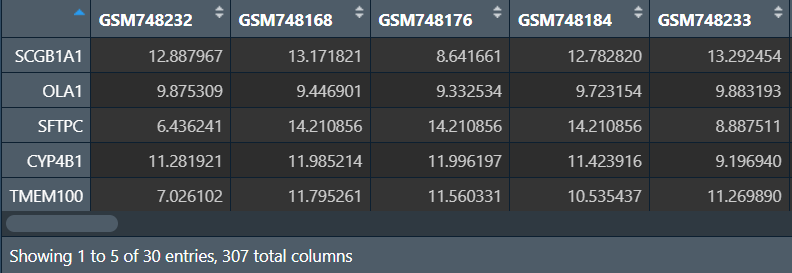 GSM748232 GSM748168 GSM748176 GSM748184 GSM748233
SCGB1A1 12.887967 13.171821 8.641661 12.782820 13.292454
OLA1 9.875309 9.446901 9.332534 9.723154 9.883193
SFTPC 6.436241 14.210856 14.210856 14.210856 8.887511
CYP4B1 11.281921 11.985214 11.996197 11.423916 9.196940
TMEM100 7.026102 11.795261 11.560331 10.535437 11.269890
Showing 1 to 5 of 30 entries, 307 total columns